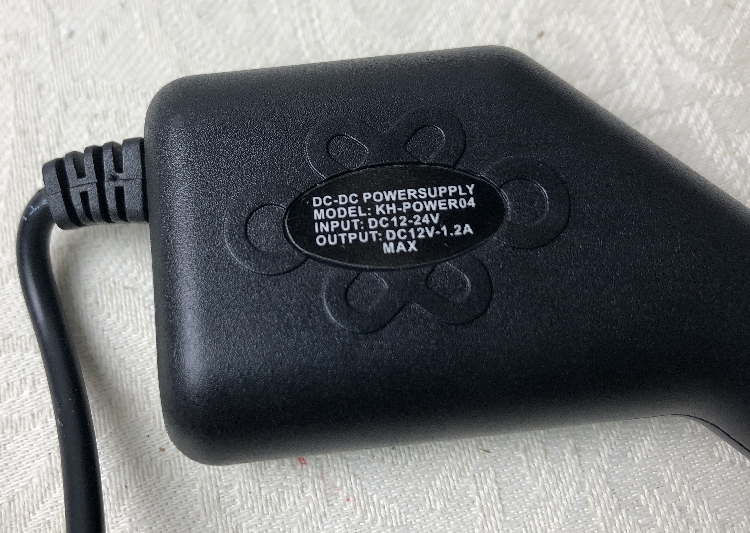 DC-DC POWERSUPPLY
MODEL: KH-POWER04
INPUT: DC12-24V
OUTPUT: DC12V-1.2A
MAX